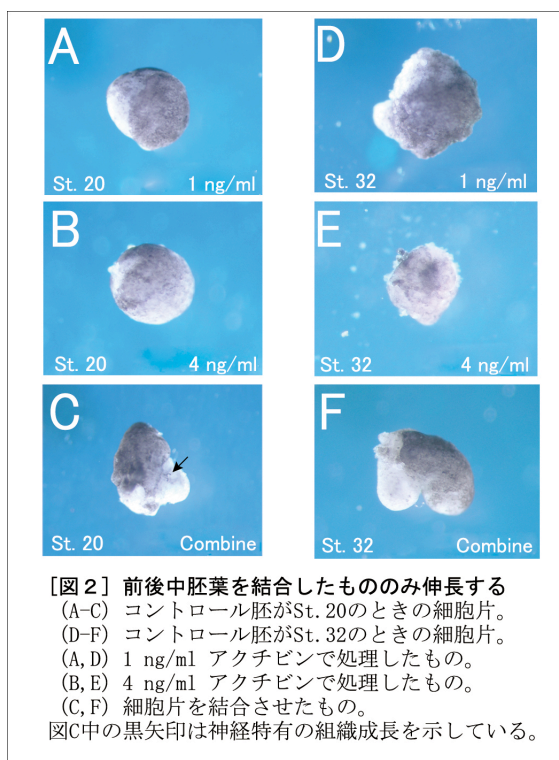 A
St. 20 1 ng/ml
D
St. 32 1 ng/ml
B
St. 20 4 ng/ml
E
St. 32 4 ng/ml
C
St. 20 Combine
F
St. 32 Combine
[図2] 前後中胚葉を結合したもののみ伸長する
(A-C) コントロール胚がSt.20のときの細胞片。
(D-F) コントロール胚がSt.32のときの細胞片。
(A,D) 1 ng/ml アクチビンで処理したもの。
(B,E) 4 ng/ml アクチビンで処理したもの。
(C,F) 細胞片を結合させたもの。
図C中の黒矢印は神経特有の組織成長を示している。